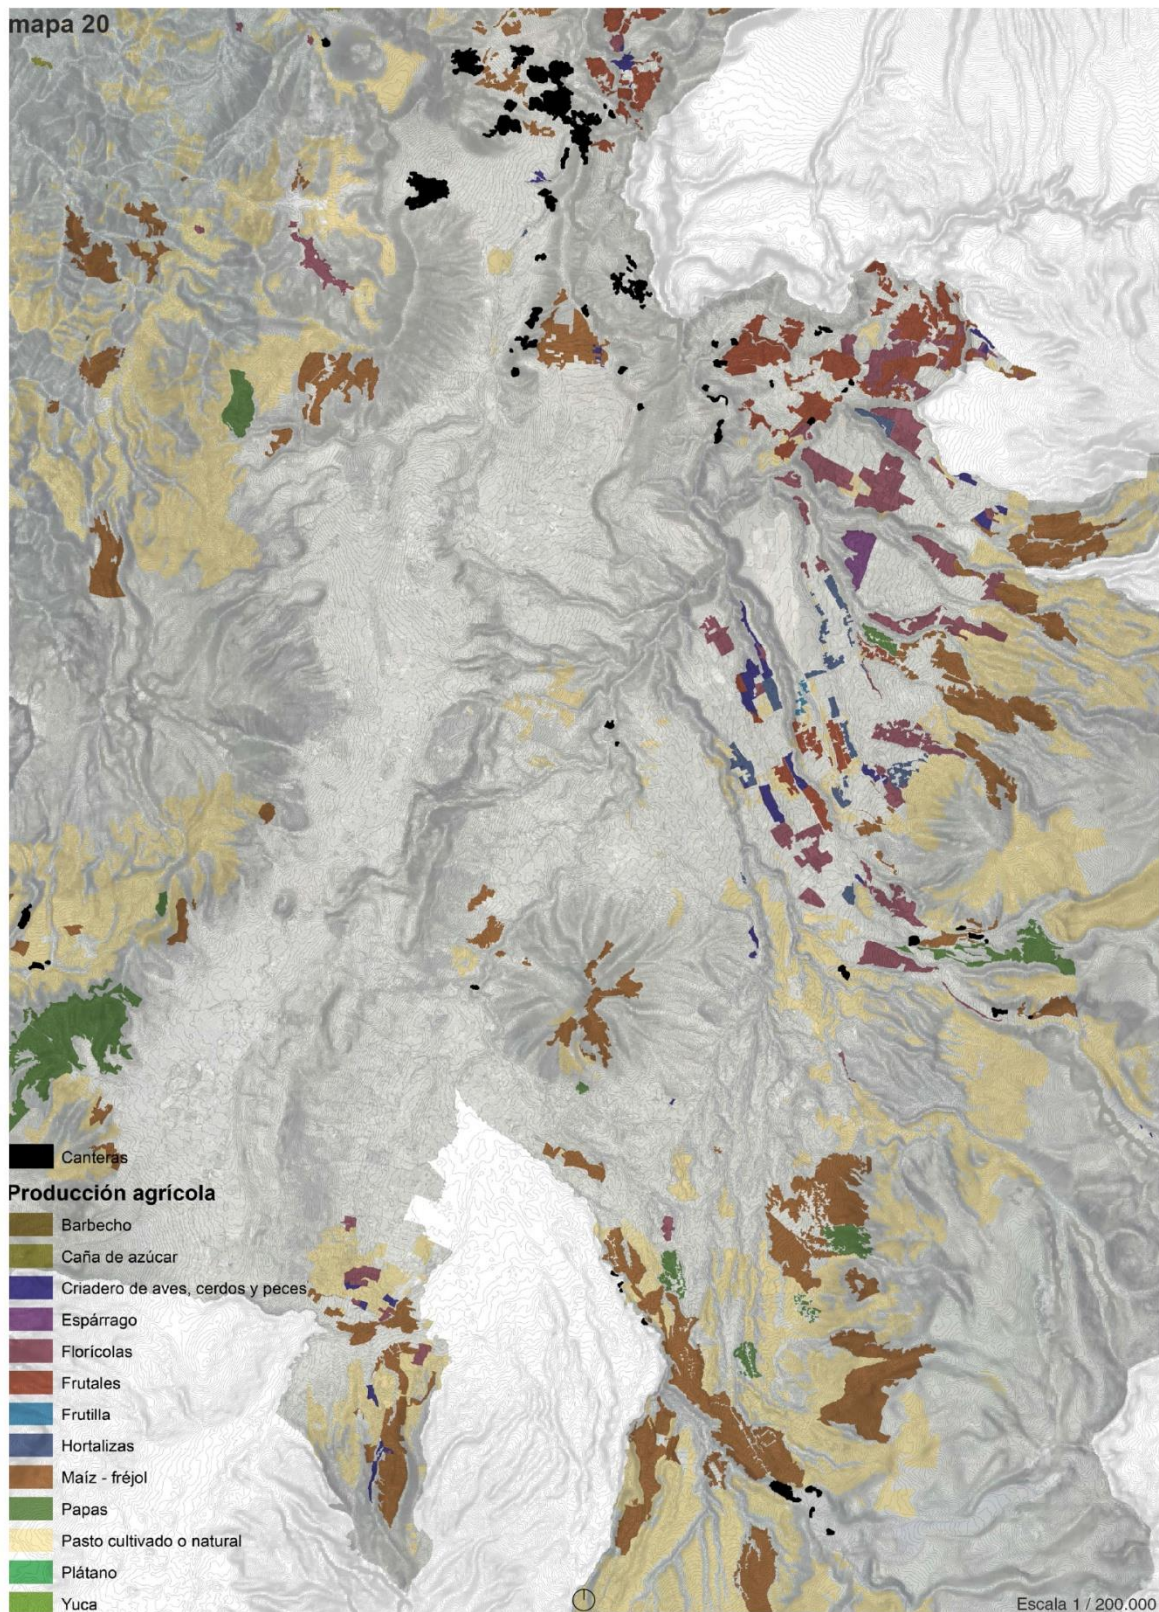 mapa 20
Canteras
Producción agrícola
Barbecho
Caña de azúcar
Criadero de aves, cerdos y peces
Espárrago
Florícolas
Frutales
Frutilla
Hortalizas
Maíz - fréjol
Papas
Pasto cultivado o natural
Plátano
Yuca
Escala 1 / 200.000